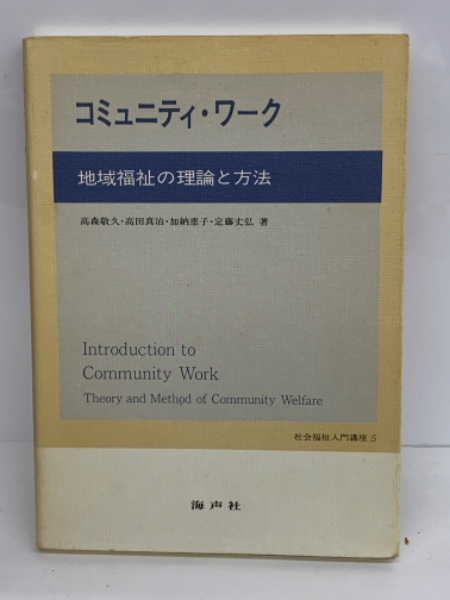 コミュニティ・ワーク
地域福祉の理論と方法
高森敬久・高田真治・加納恵子・定藤丈弘 著
Introduction to
Community Work
Theory and Method of Community Welfare
社会福祉入門講座 5
海声社